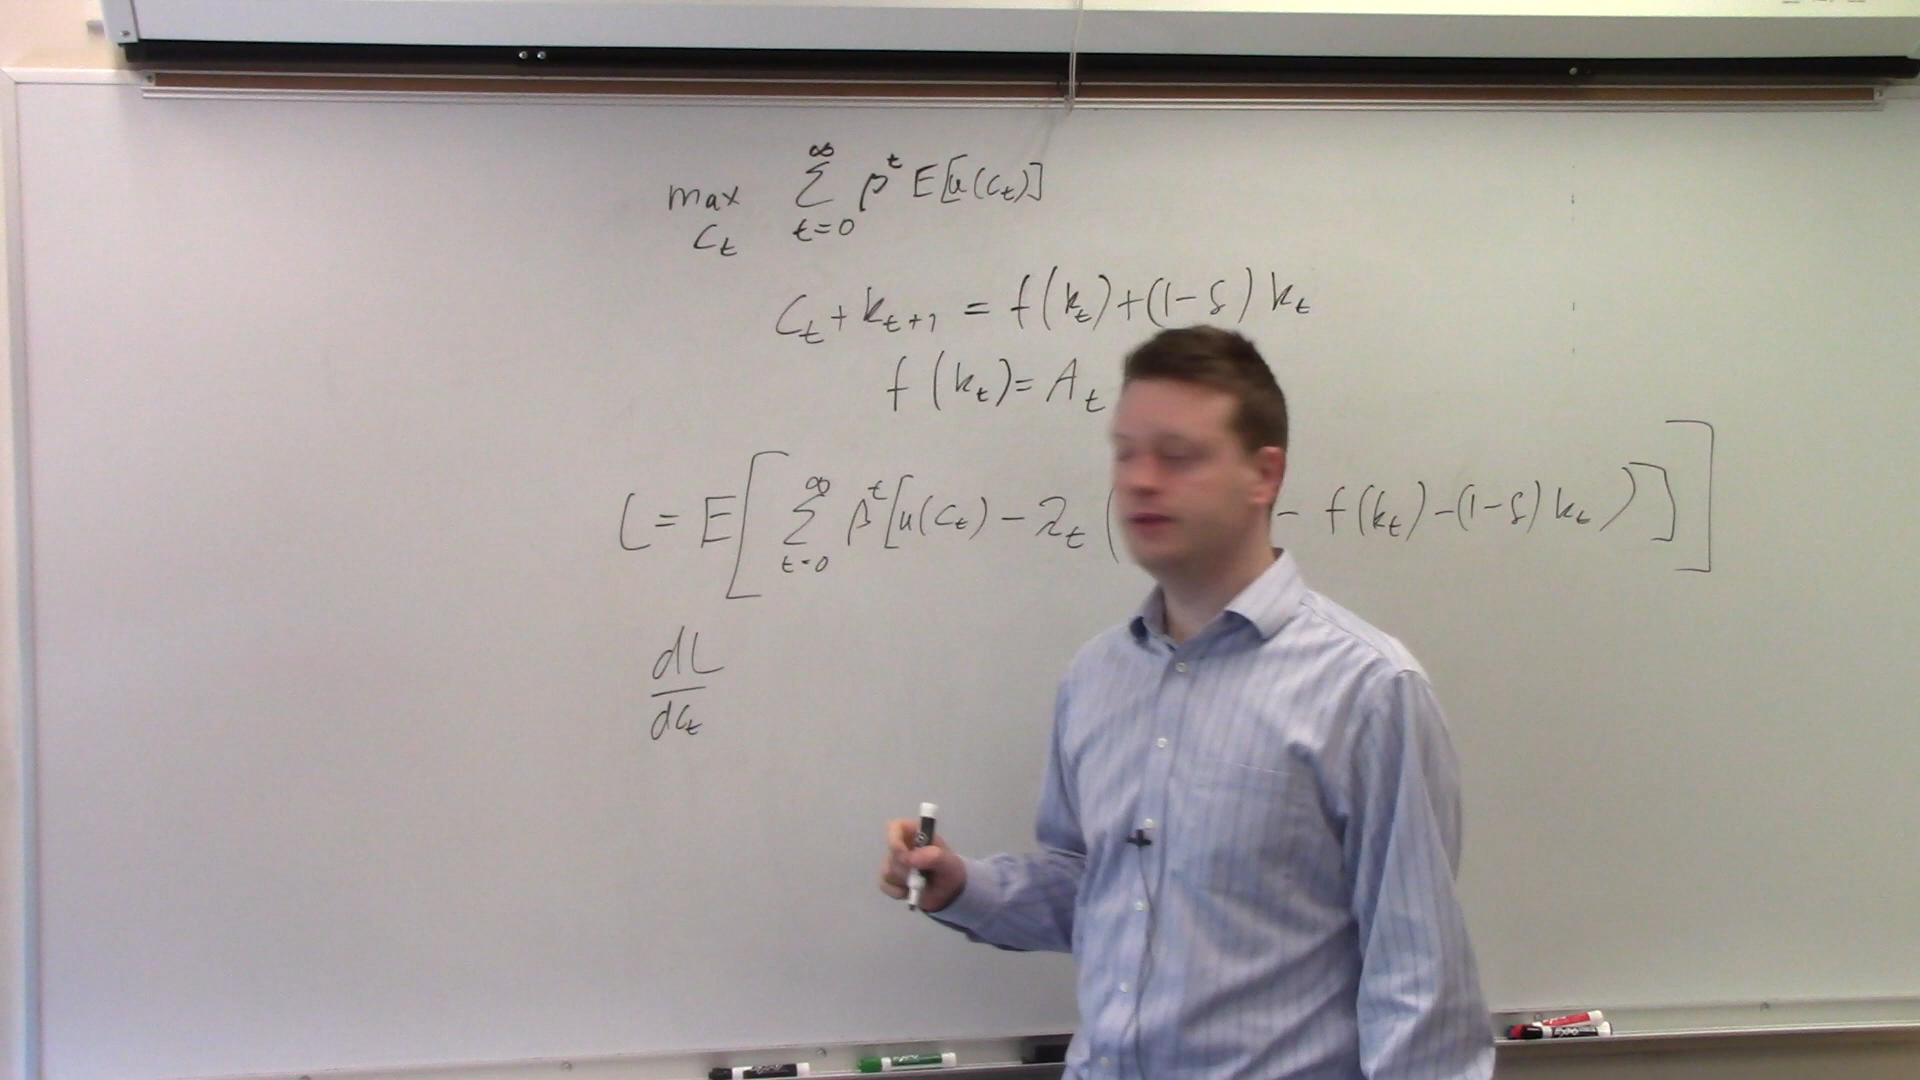 max ∑_{t=0}^{∞} β^t E[u(c_t)]
c_t
c_t + k_{t+1} = f(k_t) + (1-δ) k_t
f(k_t) = A_t
L = E[ ∑_{t=0}^{∞} β^t [u(c_t) - λ_t ( - f(k_t) - (1-δ) k_t ) ] ]
dL
dc_t